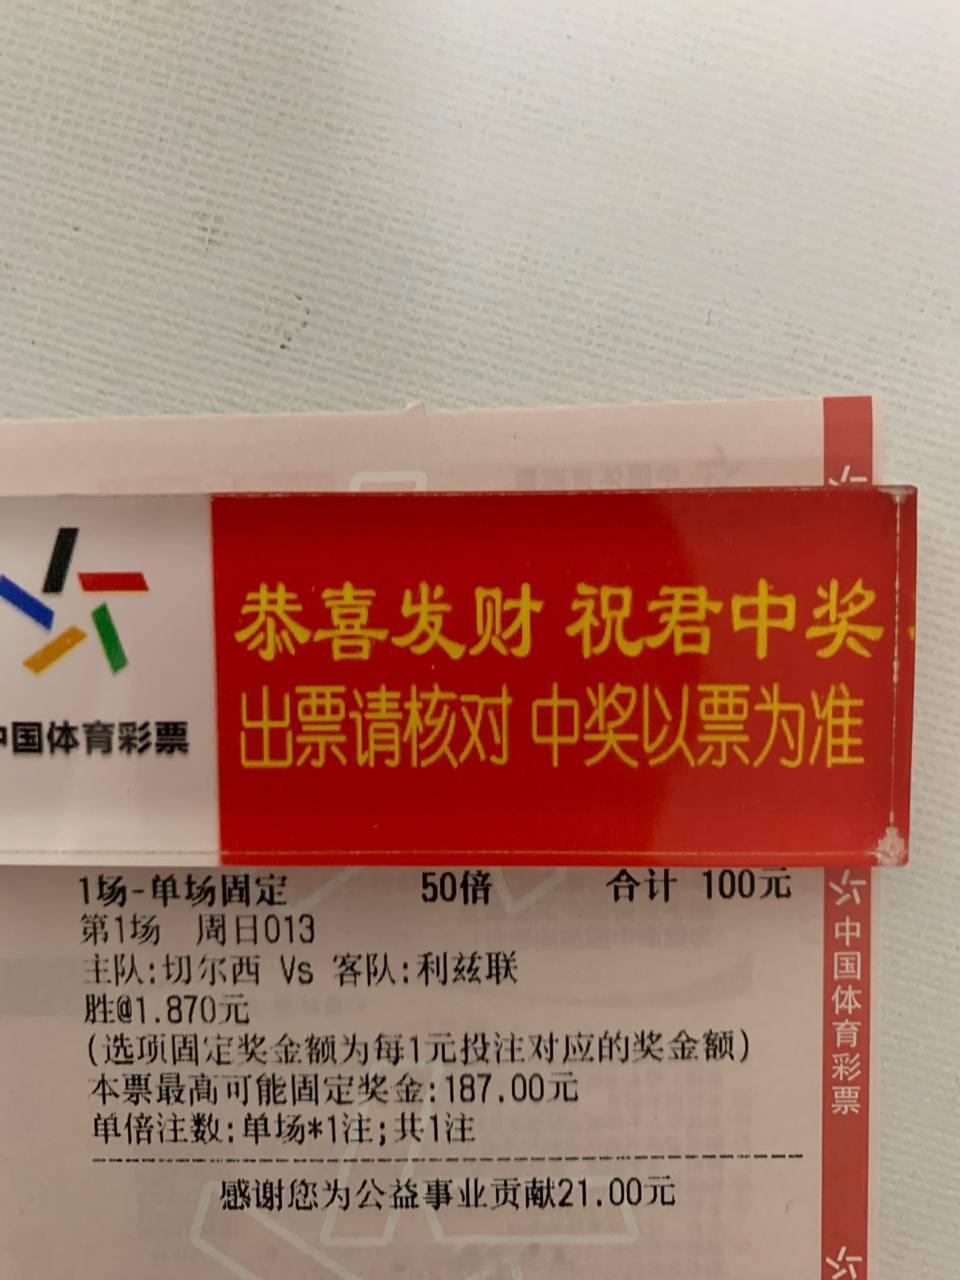 恭喜发财 祝君中奖
出票请核对 中奖以票为准
中国体育彩票
1场-单场固定 50倍 合计 100元
第1场 周日013
主队:切尔西 Vs 客队:利兹联
胜@1.870元
(选项固定奖金额为每1元投注对应的奖金额)
本票最高可能固定奖金:187.00元
单倍注数:单场*1注;共1注
感谢您为公益事业贡献21.00元
中国体育彩票